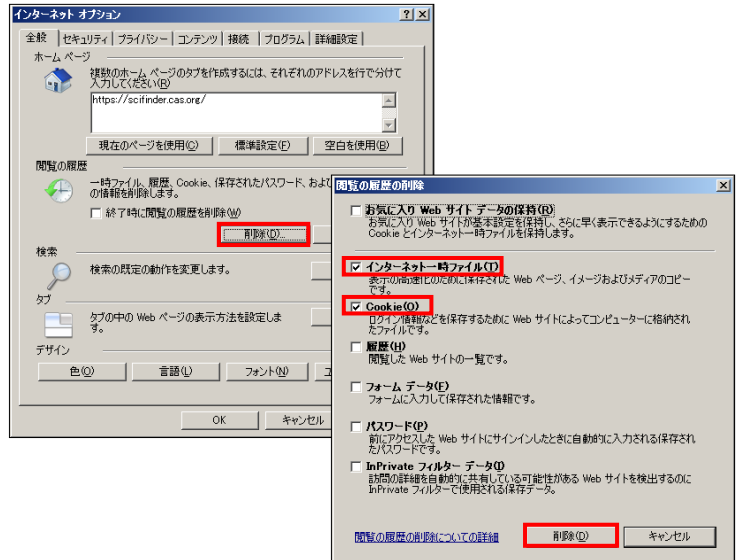 インターネット オプション
全般 セキュリティ プライバシー コンテンツ 接続 プログラム 詳細設定
ホーム ページ
複数のホーム ページのタブを作成するには、それぞれのアドレスを行で分けて
入力してください(R)
https://scifinder.cas.org/
現在のページを使用(C) 標準設定(F) 空白を使用(B)
閲覧の履歴
一時ファイル、履歴、Cookie、保存されたパスワード、およ
の情報を削除します。
終了時に閲覧の履歴を削除(W)
削除(D)...
検索
検索の既定の動作を変更します。
タブ
タブの中の Web ページの表示方法を設定しま
す。
デザイン
色(O) 言語(L) フォント(N) ユ
OK キャンセル
閲覧の履歴の削除
お気に入り Web サイト データの保持(R)
お気に入り Web サイトが基本設定を保持し、さらに早く表示できるようにするための
Cookie とインターネット一時ファイルを保持します。
インターネット一時ファイル(T)
表示の高速化のために保存された Web ページ、イメージおよびメディアのコピー
です。
Cookie(O)
ログイン情報などを保存するために Web サイトによってコンピューターに格納され
たファイルです。
履歴(H)
閲覧した Web サイトの一覧です。
フォーム データ(F)
フォームに入力して保存された情報です。
パスワード(P)
前にアクセスした Web サイトにサインインしたときに自動的に入力される保存され
たパスワードです。
InPrivate フィルター データ(I)
訪問の詳細を自動的に共有している可能性がある Web サイトを検出するのに
InPrivate フィルターで使用される保存データ。
閲覧の履歴の削除についての詳細 削除(D) キャンセル